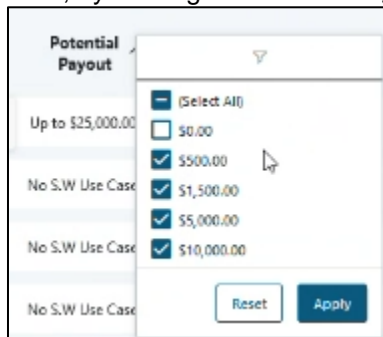 Potential
Payout
(Select All)
Up to $25,000.00
$0.00
$500.00
No S.W Use Case
$1,500.00
$5,000.00
No S.W Use Case
$10,000.00
No S.W Use Case
Reset
Apply